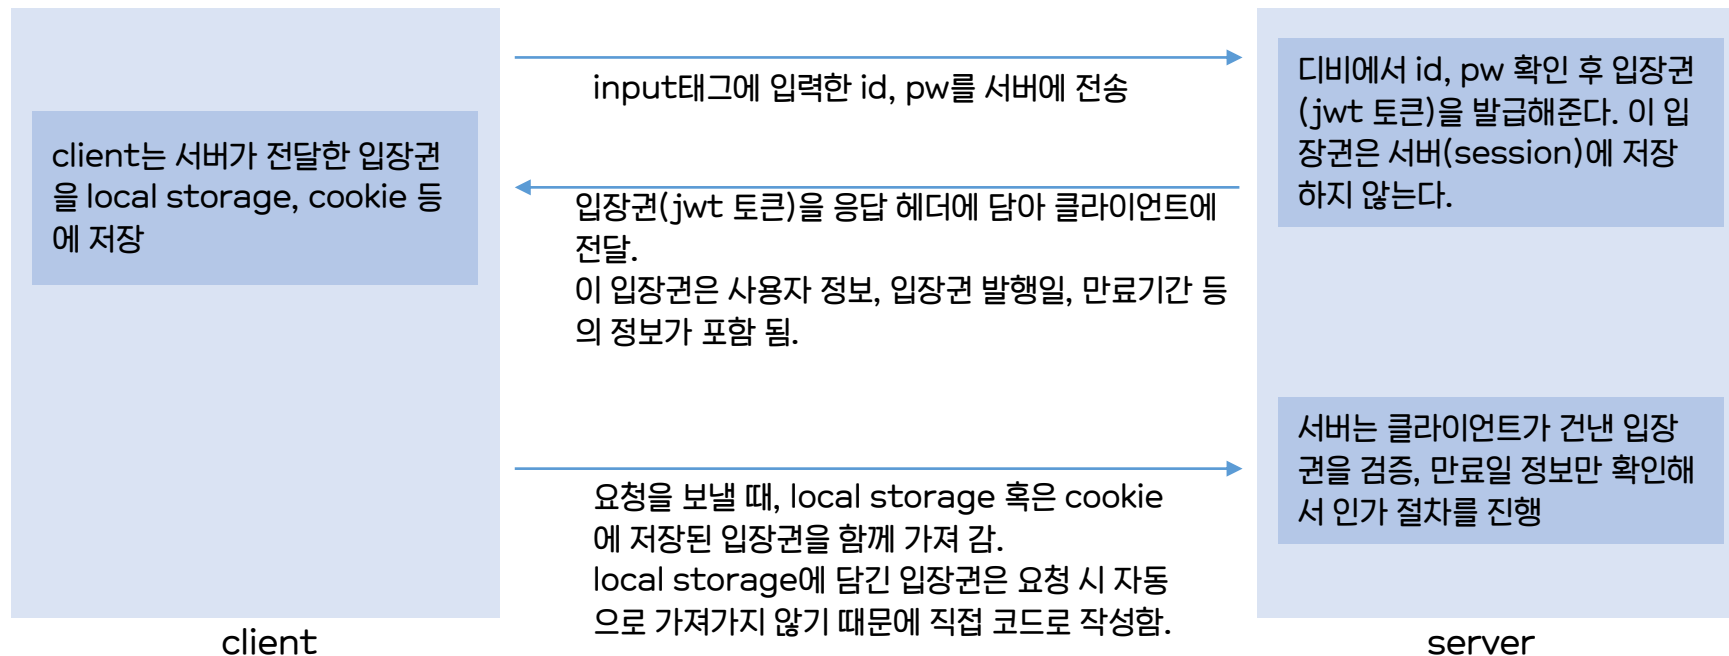 input태그에 입력한 id, pw를 서버에 전송
디비에서 id, pw 확인 후 입장권
(jwt 토큰)을 발급해준다. 이 입
장권은 서버(session)에 저장
하지 않는다.
client는 서버가 전달한 입장권
을 local storage, cookie 등
에 저장
입장권(jwt 토큰)을 응답 헤더에 담아 클라이언트에
전달.
이 입장권은 사용자 정보, 입장권 발행일, 만료기간 등
의 정보가 포함 됨.
요청을 보낼 때, local storage 혹은 cookie
에 저장된 입장권을 함께 가져 감.
local storage에 담긴 입장권은 요청 시 자동
으로 가져가지 않기 때문에 직접 코드로 작성함.
서버는 클라이언트가 건낸 입장
권을 검증, 만료일 정보만 확인해
서 인가 절차를 진행
client
server